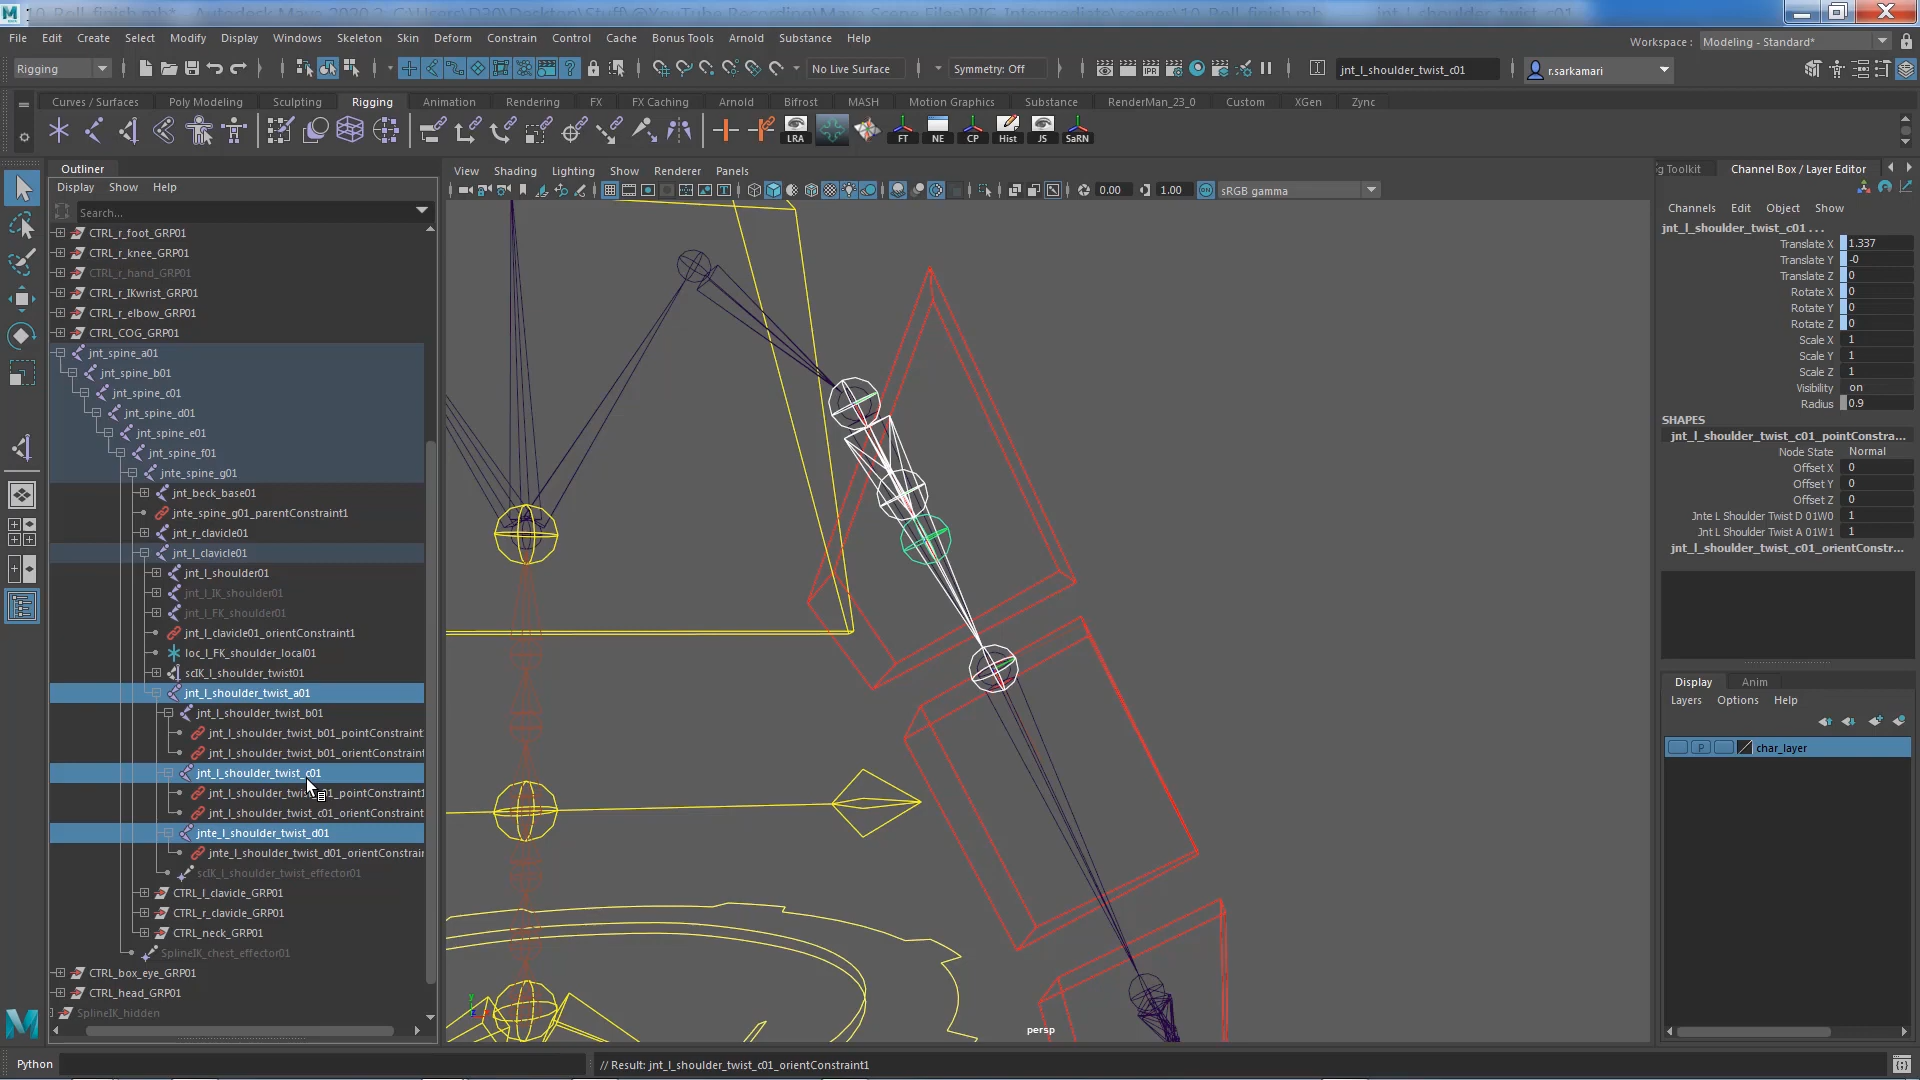 File Edit Create Select Modify Display Windows Skeleton Skin Deform Constrain Control Cache Bonus Tools Arnold Substance Help
Workspace : Modeling - Standard*
Rigging
No Live Surface
Symmetry: Off
jnt_l_shoulder_twist_c01
r.sarkamari
Curves / Surfaces Poly Modeling Sculpting Rigging Animation Rendering FX FX Caching Arnold Bifrost MASH Motion Graphics Substance RenderMan_23_0 Custom XGen Zync
LRA FT NE CP Hist JS SaRN
Outliner
Display Show Help
Search...
CTRL_r_foot_GRP01
CTRL_r_knee_GRP01
CTRL_r_hand_GRP01
CTRL_r_IKwrist_GRP01
CTRL_r_elbow_GRP01
CTRL_COG_GRP01
jnt_spine_a01
jnt_spine_b01
jnt_spine_c01
jnt_spine_d01
jnt_spine_e01
jnt_spine_f01
jnte_spine_g01
jnt_beck_base01
jnte_spine_g01_parentConstraint1
jnt_r_clavicle01
jnt_l_clavicle01
jnt_l_shoulder01
jnt_l_IK_shoulder01
jnt_l_FK_shoulder01
jnt_l_clavicle01_orientConstraint1
loc_l_FK_shoulder_local01
scIK_l_shoulder_twist01
jnt_l_shoulder_twist_a01
jnt_l_shoulder_twist_b01
jnt_l_shoulder_twist_b01_pointConstraint
jnt_l_shoulder_twist_b01_orientConstraint
jnt_l_shoulder_twist_c01
jnt_l_shoulder_twist_c01_pointConstraint1
jnt_l_shoulder_twist_c01_orientConstraint
jnte_l_shoulder_twist_d01
jnte_l_shoulder_twist_d01_orientConstrain
scIK_l_shoulder_twist_effector01
CTRL_l_clavicle_GRP01
CTRL_r_clavicle_GRP01
CTRL_neck_GRP01
SplineIK_chest_effector01
CTRL_box_eye_GRP01
CTRL_head_GRP01
SplineIK_hidden
View Shading Lighting Show Renderer Panels
0.00 1.00 sRGB gamma
persp
g Toolkit Channel Box / Layer Editor
Channels Edit Object Show
jnt_l_shoulder_twist_c01 . . .
Translate X 1.337
Translate Y -0
Translate Z 0
Rotate X 0
Rotate Y 0
Rotate Z 0
Scale X 1
Scale Y 1
Scale Z 1
Visibility on
Radius 0.9
SHAPES
jnt_l_shoulder_twist_c01_pointConstra...
Node State Normal
Offset X 0
Offset Y 0
Offset Z 0
Jnte L Shoulder Twist D 01W0 1
Jnt L Shoulder Twist A 01W1 1
jnt_l_shoulder_twist_c01_orientConstr...
Display Anim
Layers Options Help
P char_layer
Python
// Result: jnt_l_shoulder_twist_c01_orientConstraint1